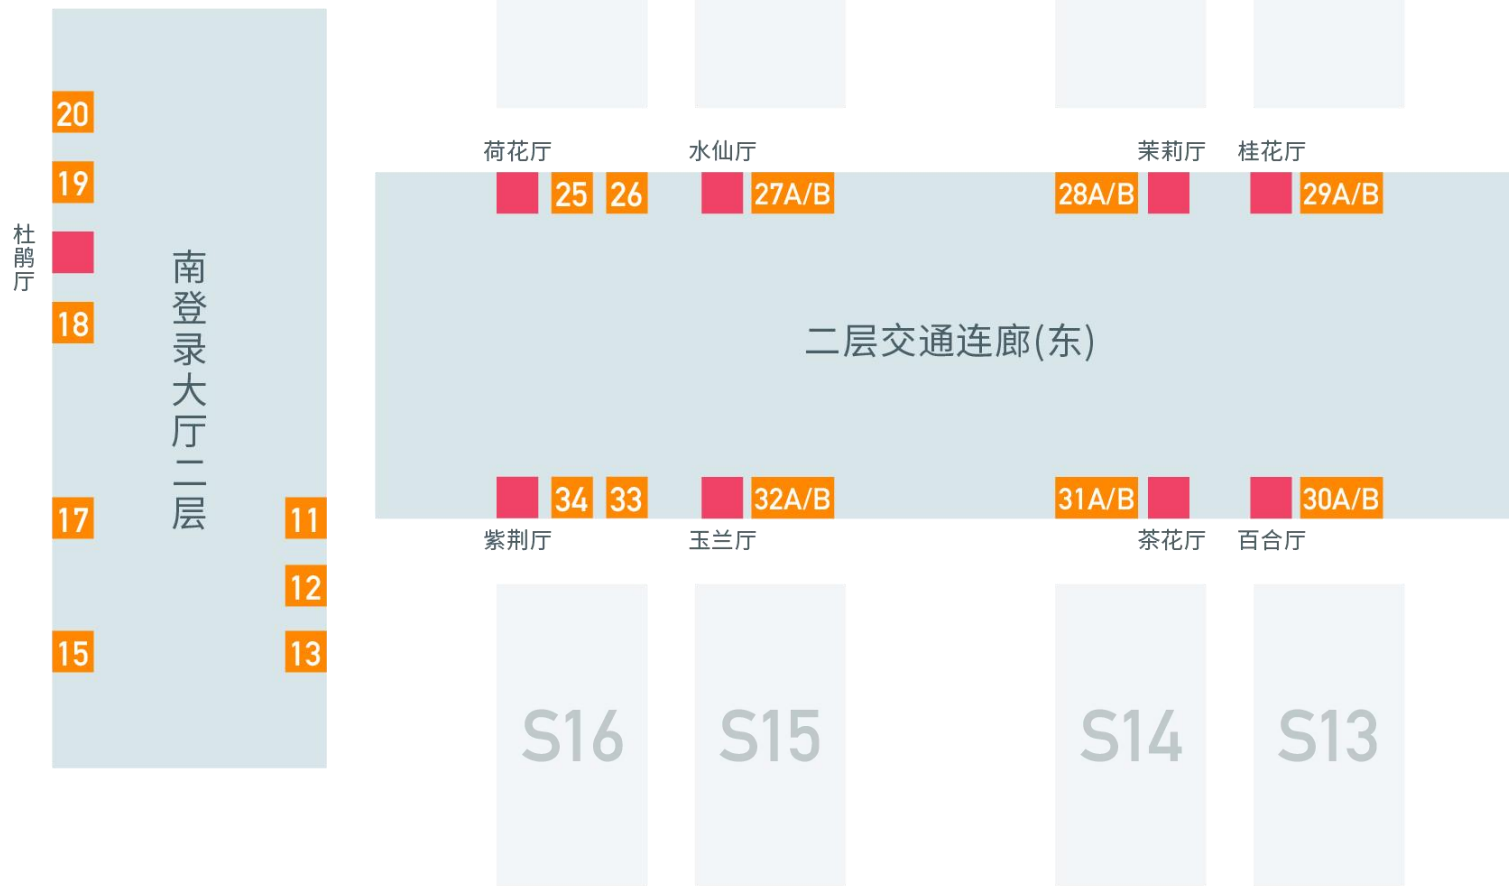 20
19
杜鹃厅
18
南登录大厅二层
17
11
12
15
13
荷花厅
水仙厅
茉莉厅
桂花厅
25
26
27A/B
28A/B
29A/B
二层交通连廊(东)
34
33
32A/B
31A/B
30A/B
紫荆厅
玉兰厅
茶花厅
百合厅
S16
S15
S14
S13